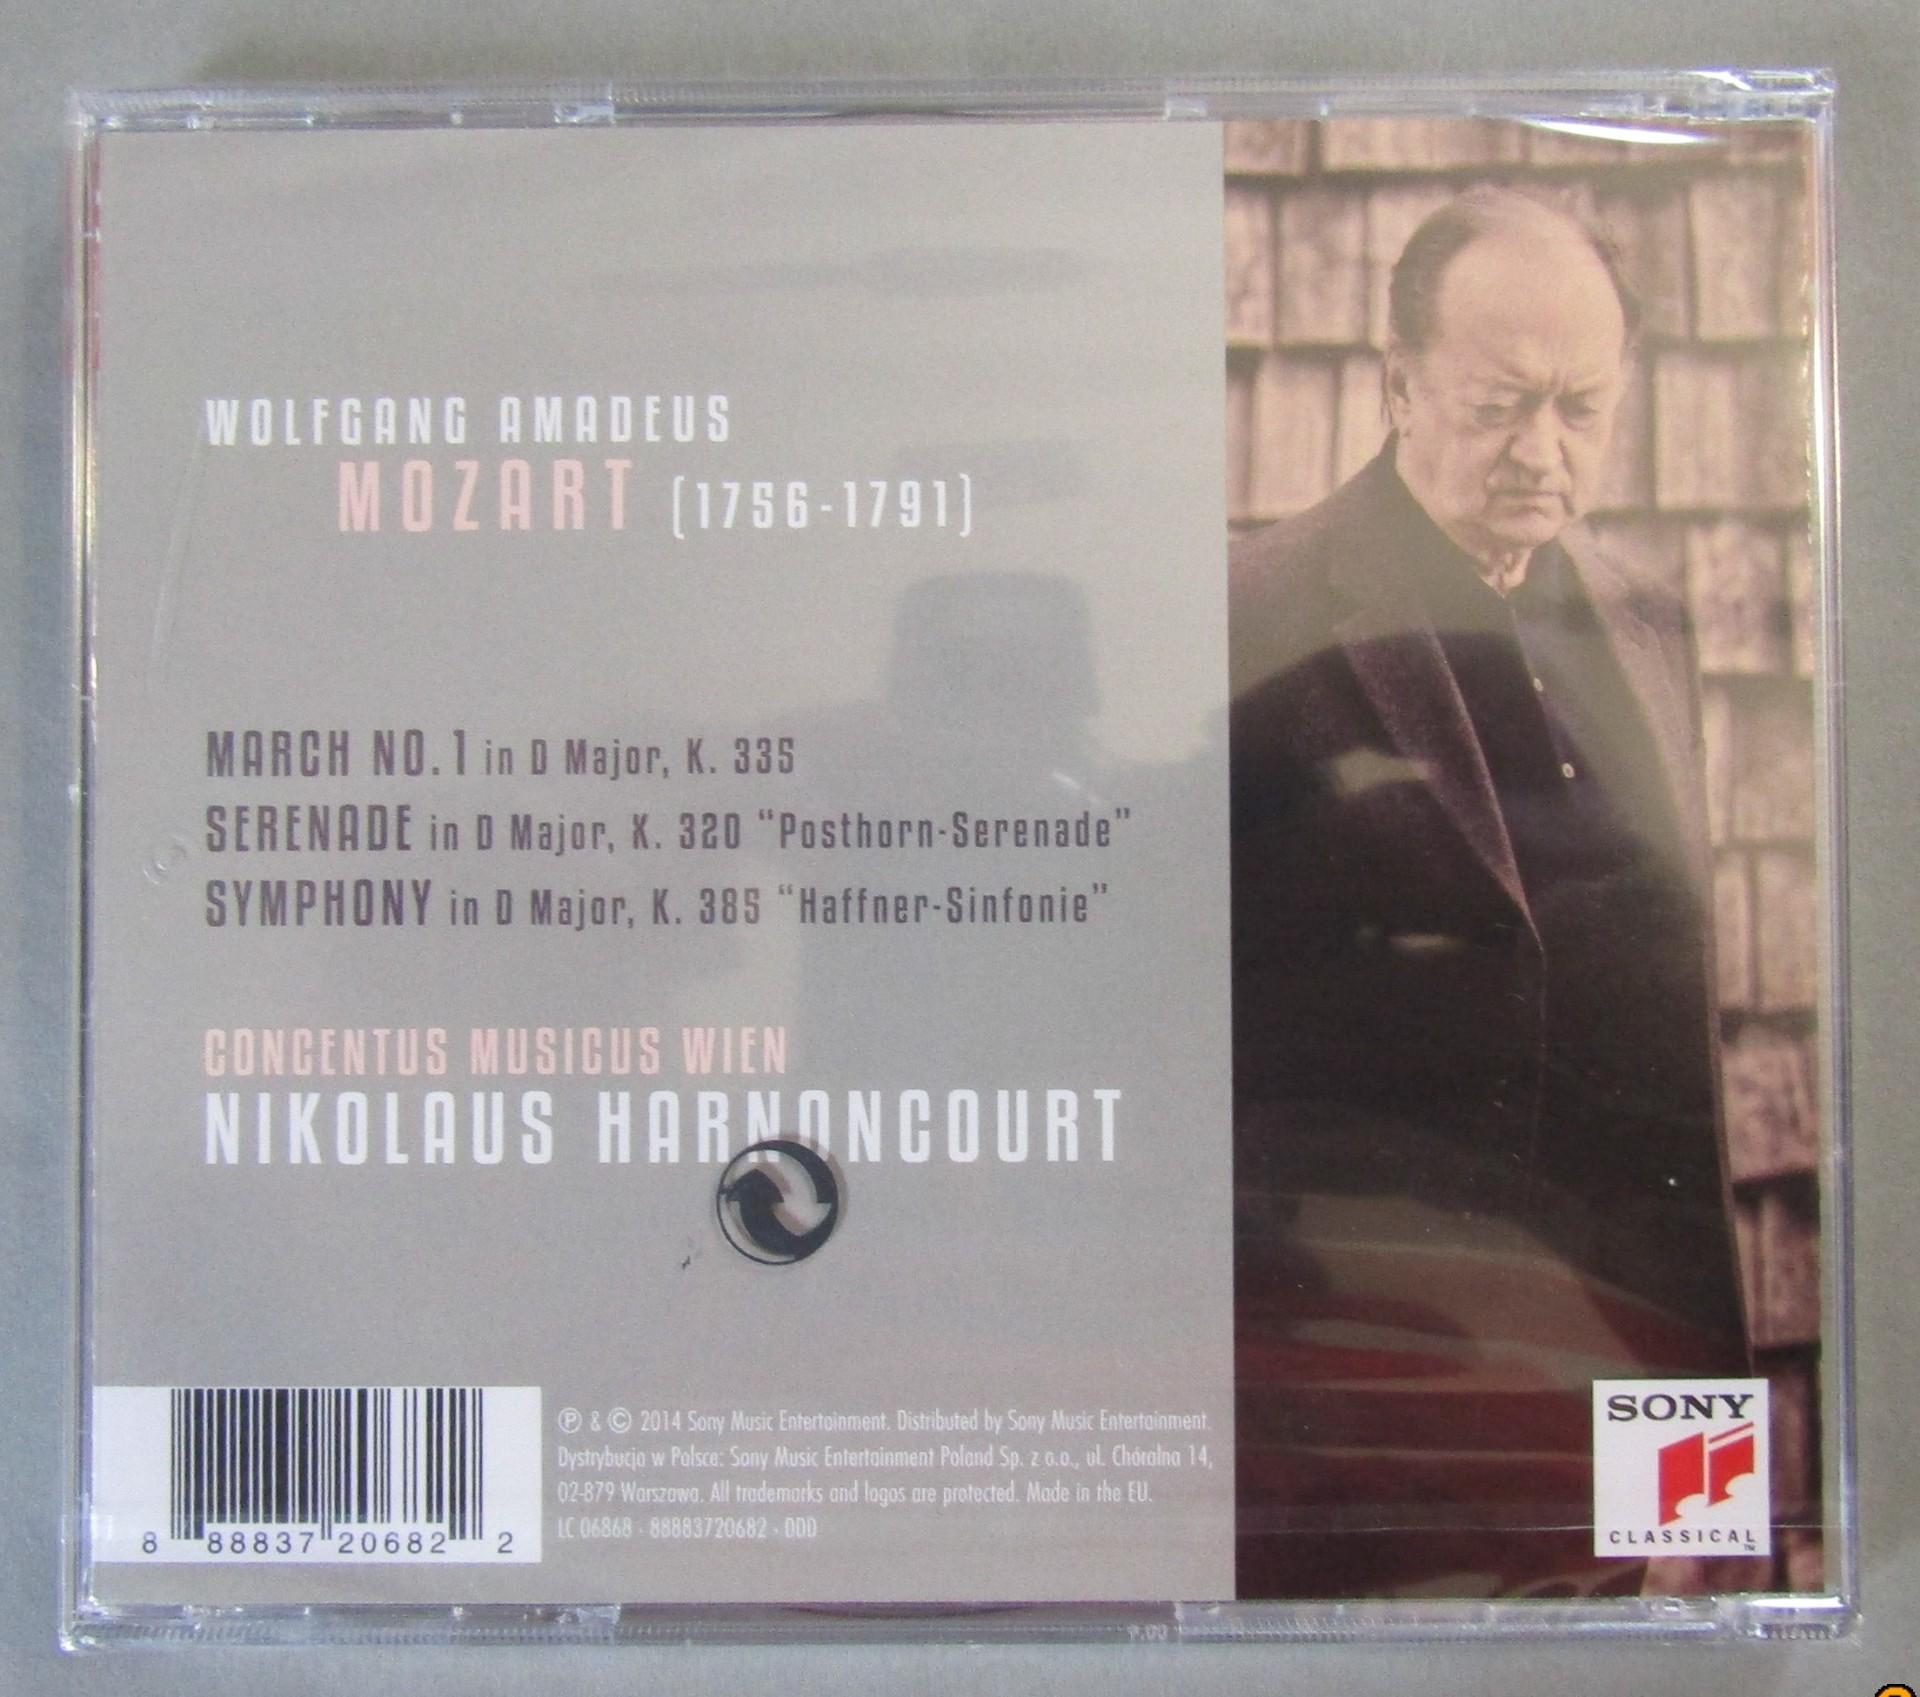 WOLFGANG AMADEUS
MOZART (1756-1791)
MARCH NO.1 in D Major, K. 335
SERENADE in D Major, K. 320 “Posthorn-Serenade”
SYMPHONY in D Major, K. 385 “Haffner-Sinfonie”
CONCENTUS MUSICUS WIEN
NIKOLAUS HARNONCOURT
℗ & © 2014 Sony Music Entertainment. Distributed by Sony Music Entertainment.
Dystrybucja w Polsce: Sony Music Entertainment Poland Sp. z o.o., ul. Chóralna 14,
02-879 Warszawa. All trademarks and logos are protected. Made in the EU.
LC 06868 · 88883720682 · DDD
8 88837 20682 2
SONY
CLASSICAL
TM